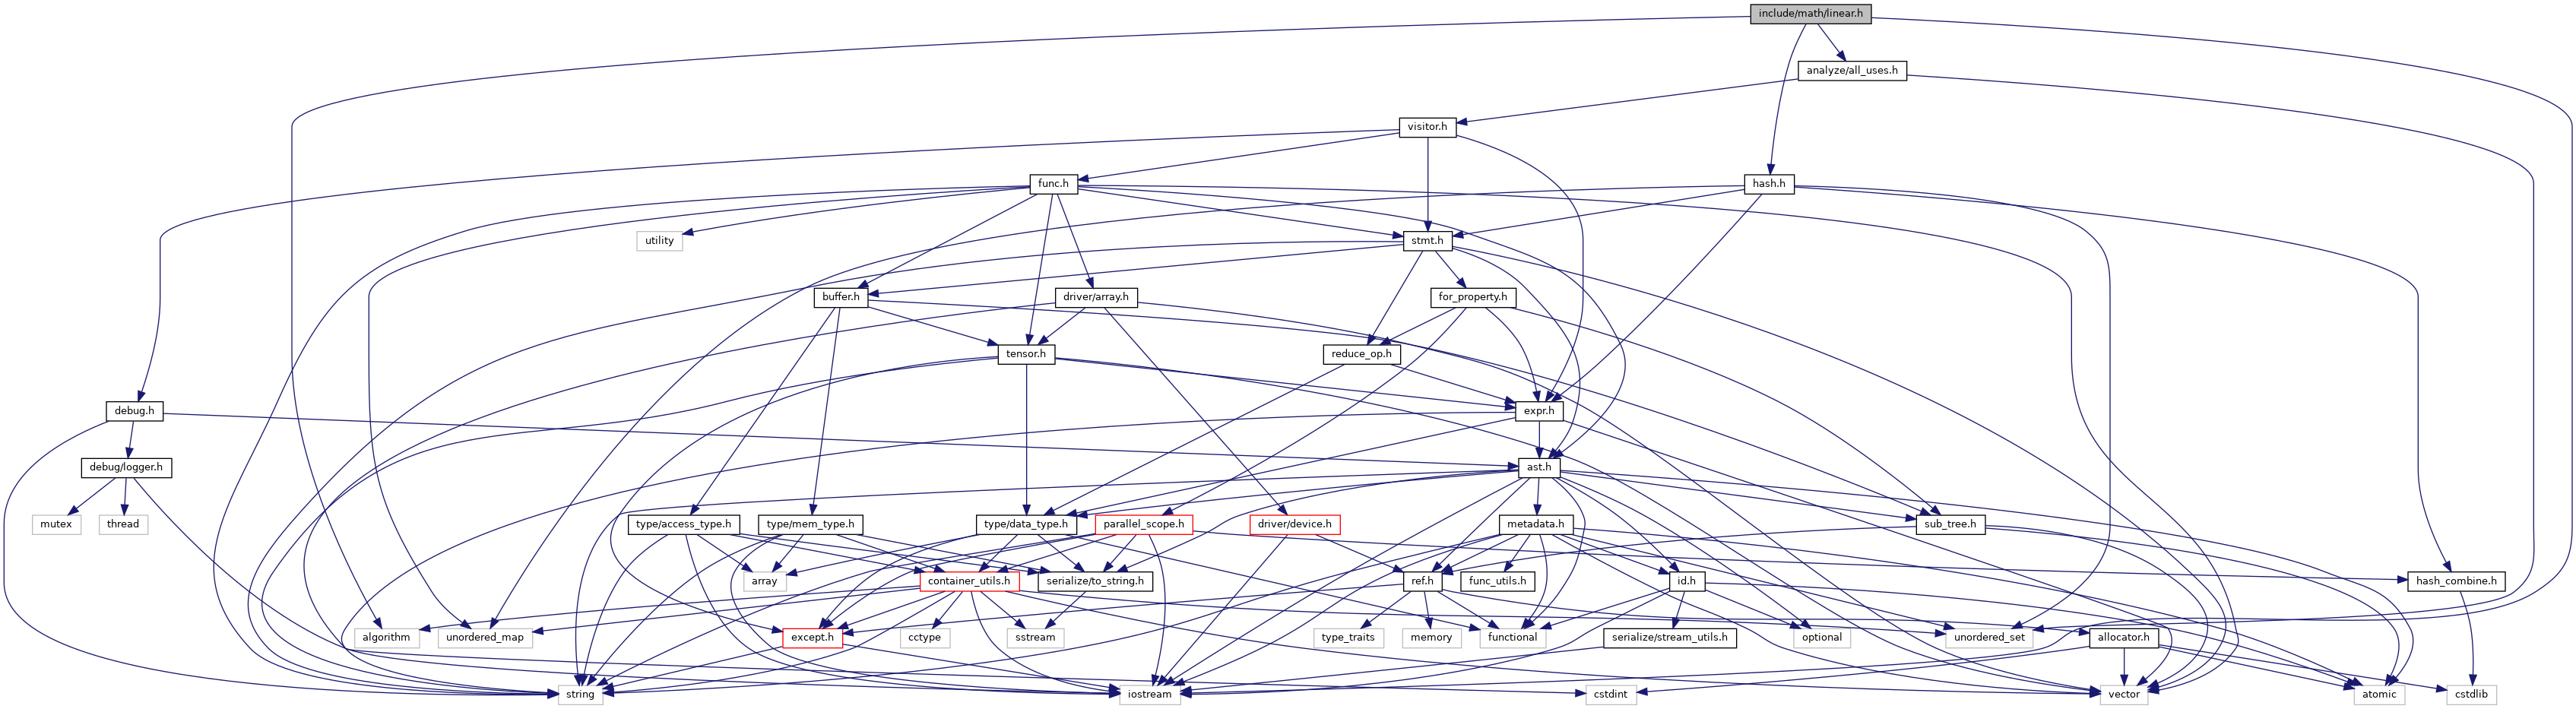 include/math/linear.h
analyze/all_uses.h
visitor.h
func.h
hash.h
utility
stmt.h
buffer.h
driver/array.h
for_property.h
tensor.h
reduce_op.h
debug.h
expr.h
debug/logger.h
ast.h
mutex
thread
type/access_type.h
type/mem_type.h
type/data_type.h
parallel_scope.h
driver/device.h
metadata.h
sub_tree.h
array
container_utils.h
serialize/to_string.h
ref.h
func_utils.h
id.h
hash_combine.h
algorithm
unordered_map
except.h
cctype
sstream
type_traits
memory
functional
serialize/stream_utils.h
optional
unordered_set
allocator.h
string
iostream
cstdint
vector
atomic
cstdlib